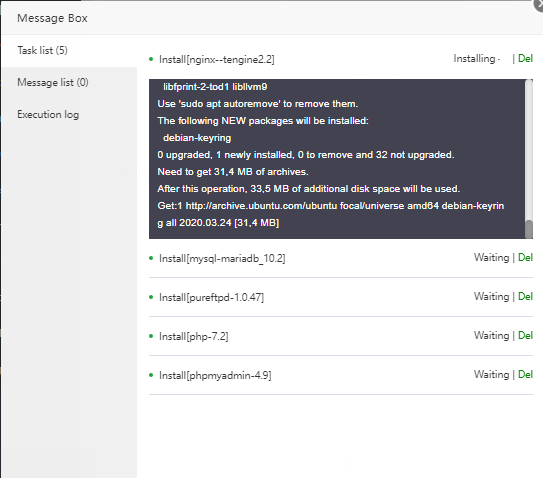 Message Box
Task list (5)
Message list (0)
Execution log
Install[nginx--tengine2.2]
Installing · | Del
libfprint-2-tod1 libllvm9
Use 'sudo apt autoremove' to remove them.
The following NEW packages will be installed:
debian-keyring
0 upgraded, 1 newly installed, 0 to remove and 32 not upgraded.
Need to get 31,4 MB of archives.
After this operation, 33,5 MB of additional disk space will be used.
Get:1 http://archive.ubuntu.com/ubuntu focal/universe amd64 debian-keyrin
g all 2020.03.24 [31,4 MB]
Install[mysql-mariadb_10.2]
Waiting | Del
Install[pureftpd-1.0.47]
Waiting | Del
Install[php-7.2]
Waiting | Del
Install[phpmyadmin-4.9]
Waiting | Del